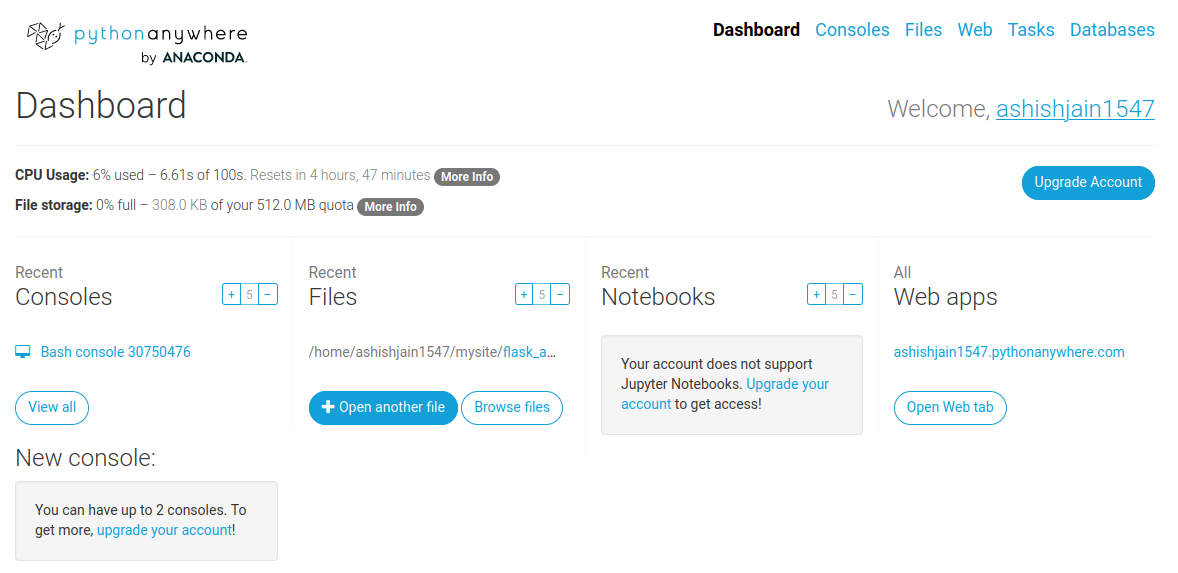 pythonanywhere
by ANACONDA.
Dashboard Consoles Files Web Tasks Databases
Dashboard
Welcome, ashishjain1547
CPU Usage: 6% used – 6.61s of 100s. Resets in 4 hours, 47 minutes More Info
File storage: 0% full – 308.0 KB of your 512.0 MB quota More Info
Upgrade Account
Recent
Consoles
+ 5 −
Bash console 30750476
View all
New console:
You can have up to 2 consoles. To
get more, upgrade your account!
Recent
Files
+ 5 −
/home/ashishjain1547/mysite/flask_a...
+ Open another file
Browse files
Recent
Notebooks
+ 5 −
Your account does not support
Jupyter Notebooks. Upgrade your
account to get access!
All
Web apps
ashishjain1547.pythonanywhere.com
Open Web tab